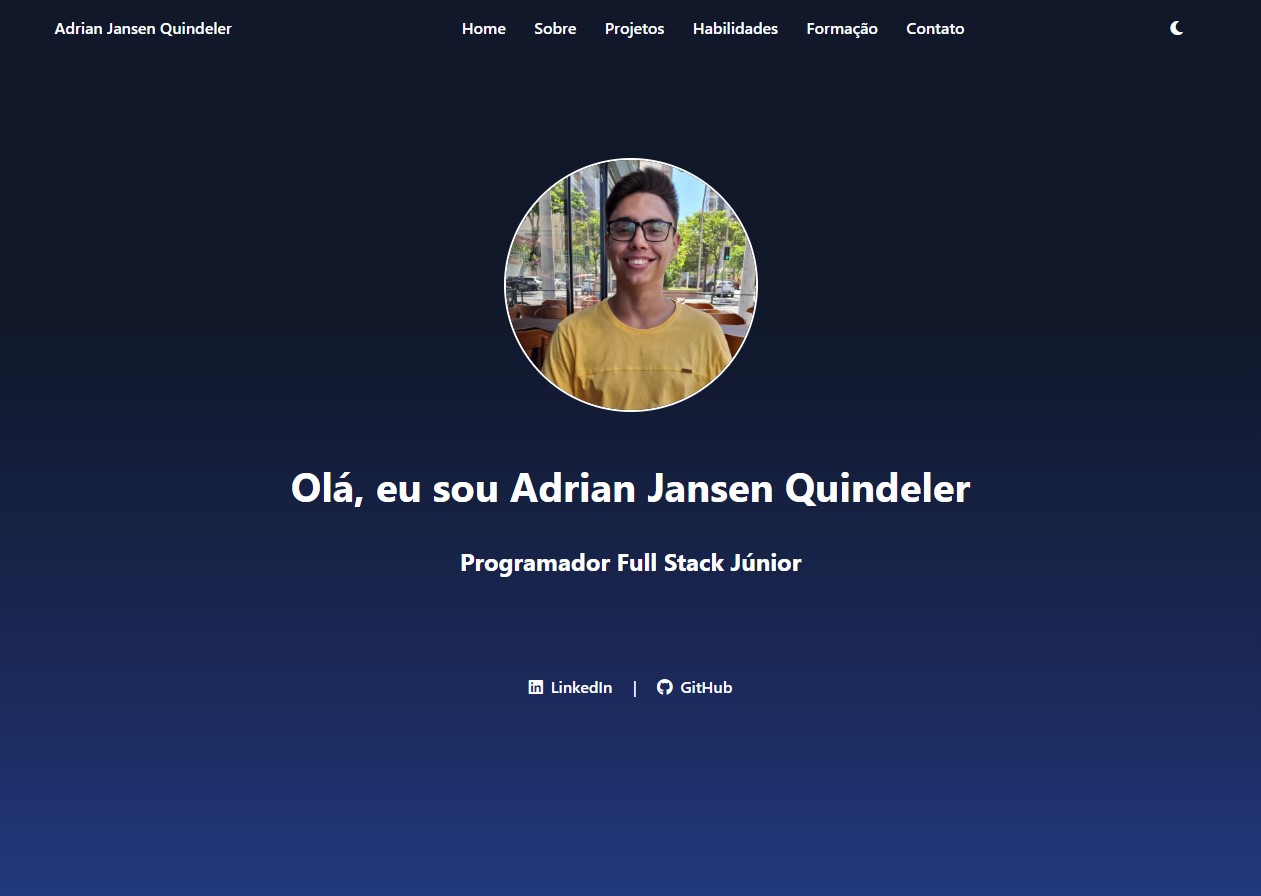 Adrian Jansen Quindeler Home Sobre Projetos Habilidades Formação Contato
Olá, eu sou Adrian Jansen Quindeler
Programador Full Stack Júnior
LinkedIn | GitHub